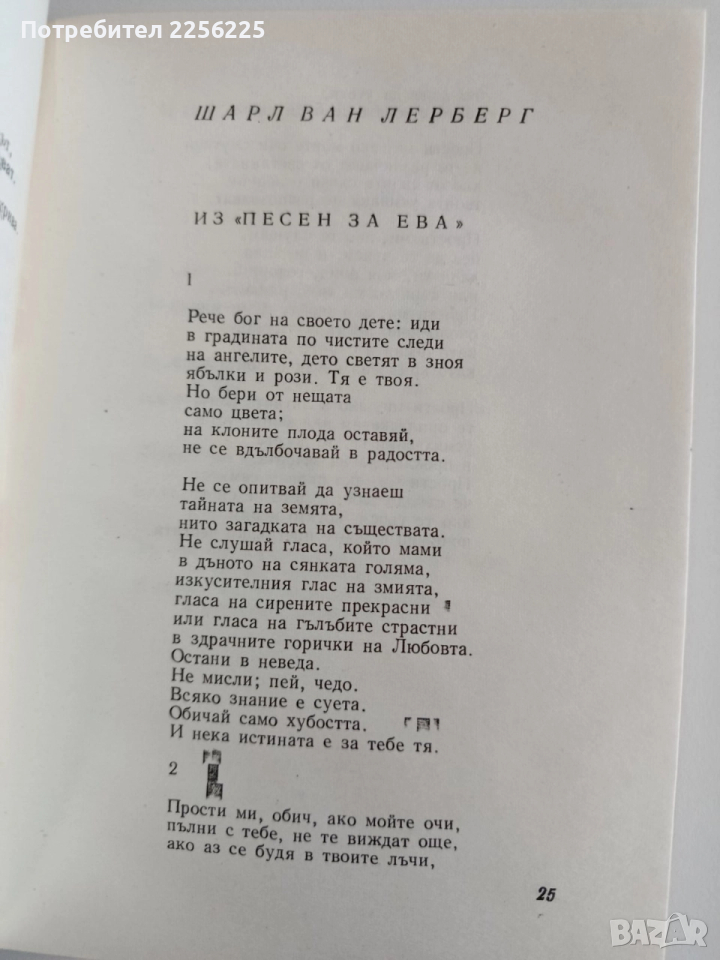 Потребител 2256225
ШАРЛ ВАН ЛЕРБЕРГ
ИЗ «ПЕСЕН ЗА ЕВА»
1
Рече бог на своето дете: иди
в градината по чистите следи
на ангелите, дето светят в зноя
ябълки и рози. Тя е твоя.
Но бери от нещата
само цвета;
на клоните плода оставяй,
не се вдълбочавай в радостта.
Не се опитвай да узнаеш
тайната на земята,
нито загадката на съществата.
Не слушай гласа, който мами
в дъното на сянката голяма,
изкусителния глас на змията,
гласа на сирените прекрасни
или гласа на гълъбите страстни
в здрачните горички на Любовта.
Остани в неведа.
Не мисли; пей, чедо.
Всяко знание е суета.
Обичай само хубостта.
И нека истината е за тебе тя.
2
Прости ми, обич, ако мойте очи,
пълни с тебе, не те виждат още,
ако аз се будя в твоите лъчи,
25
BAZAR